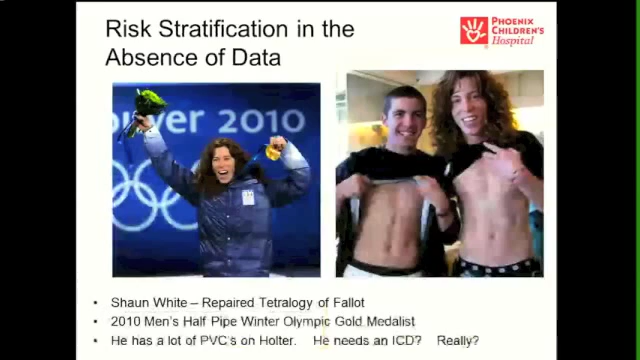 Risk Stratification in the
Absence of Data
PHOENIX
CHILDREN'S
Hospital
ouver 2010
• Shaun White – Repaired Tetralogy of Fallot
• 2010 Men's Half Pipe Winter Olympic Gold Medalist
• He has a lot of PVC's on Holter. He needs an ICD? Really?